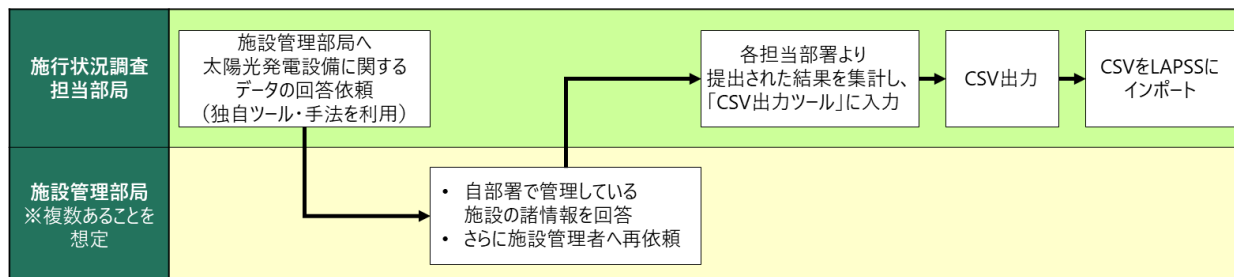 施行状況調査
担当部局
施設管理部局へ
太陽光発電設備に関する
データの回答依頼
（独自ツール・手法を利用）
各担当部署より
提出された結果を集計し、
「CSV出力ツール」に入力
CSV出力
CSVをLAPSSに
インポート
施設管理部局
※複数あることを
想定
• 自部署で管理している
施設の諸情報を回答
• さらに施設管理者へ再依頼